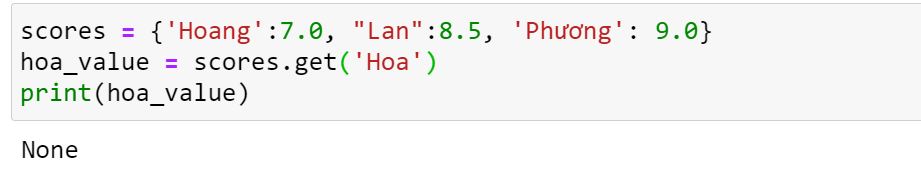 scores = {'Hoang':7.0, "Lan":8.5, 'Phương': 9.0}
hoa_value = scores.get('Hoa')
print(hoa_value)
None